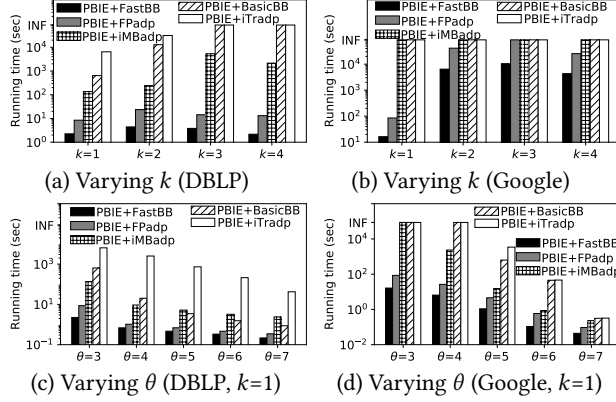 PBIE+FastBB
PBIE+FPadp
PBIE+iMBadp
PBIE+BasicBB
PBIE+iTradp
Running time (sec)
INF
10^4
10^3
10^2
10^1
10^0
k=1 k=2 k=3 k=4
(a) Varying k (DBLP)
PBIE+FastBB
PBIE+FPadp
PBIE+iMBadp
PBIE+BasicBB
PBIE+iTradp
Running time (sec)
INF
10^4
10^3
10^2
10^1
k=1 k=2 k=3 k=4
(b) Varying k (Google)
PBIE+FastBB
PBIE+FPadp
PBIE+iMBadp
PBIE+BasicBB
PBIE+iTradp
Running time (sec)
INF
10^3
10^1
10^-1
θ=3 θ=4 θ=5 θ=6 θ=7
(c) Varying θ (DBLP, k=1)
PBIE+BasicBB
PBIE+iTradp
PBIE+FastBB
PBIE+FPadp
PBIE+iMBadp
Running time (sec)
INF
10^4
10^2
10^0
10^-2
θ=3 θ=4 θ=5 θ=6 θ=7
(d) Varying θ (Google, k=1)